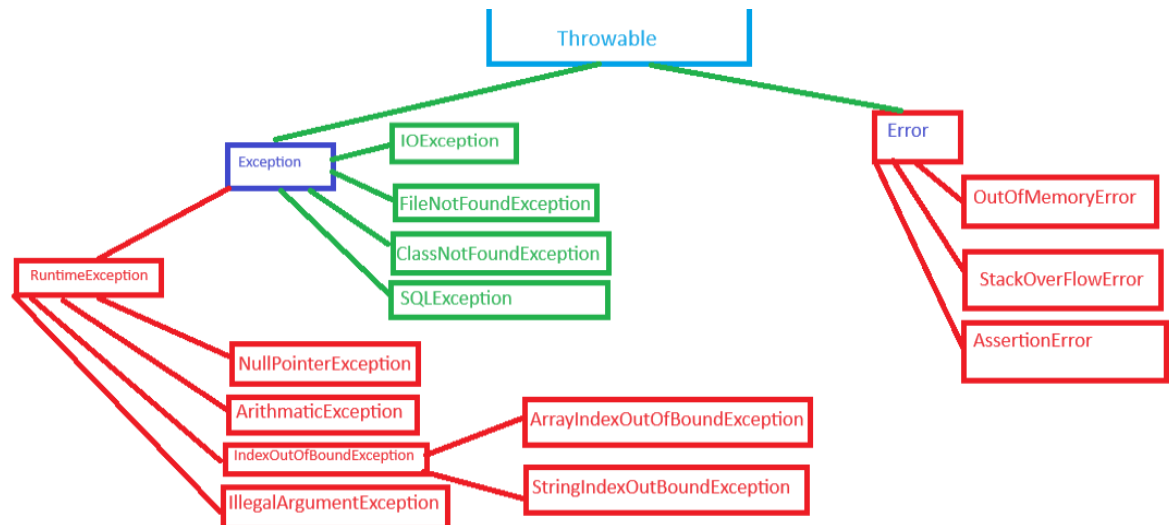 Throwable
Error
IOException
Exception
OutOfMemoryError
FileNotFoundException
ClassNotFoundException
RuntimeException
StackOverFlowError
SQLException
AssertionError
NullPointerException
ArithmaticException
ArrayIndexOutOfBoundException
IndexOutOfBoundException
StringIndexOutBoundException
IllegalArgumentException